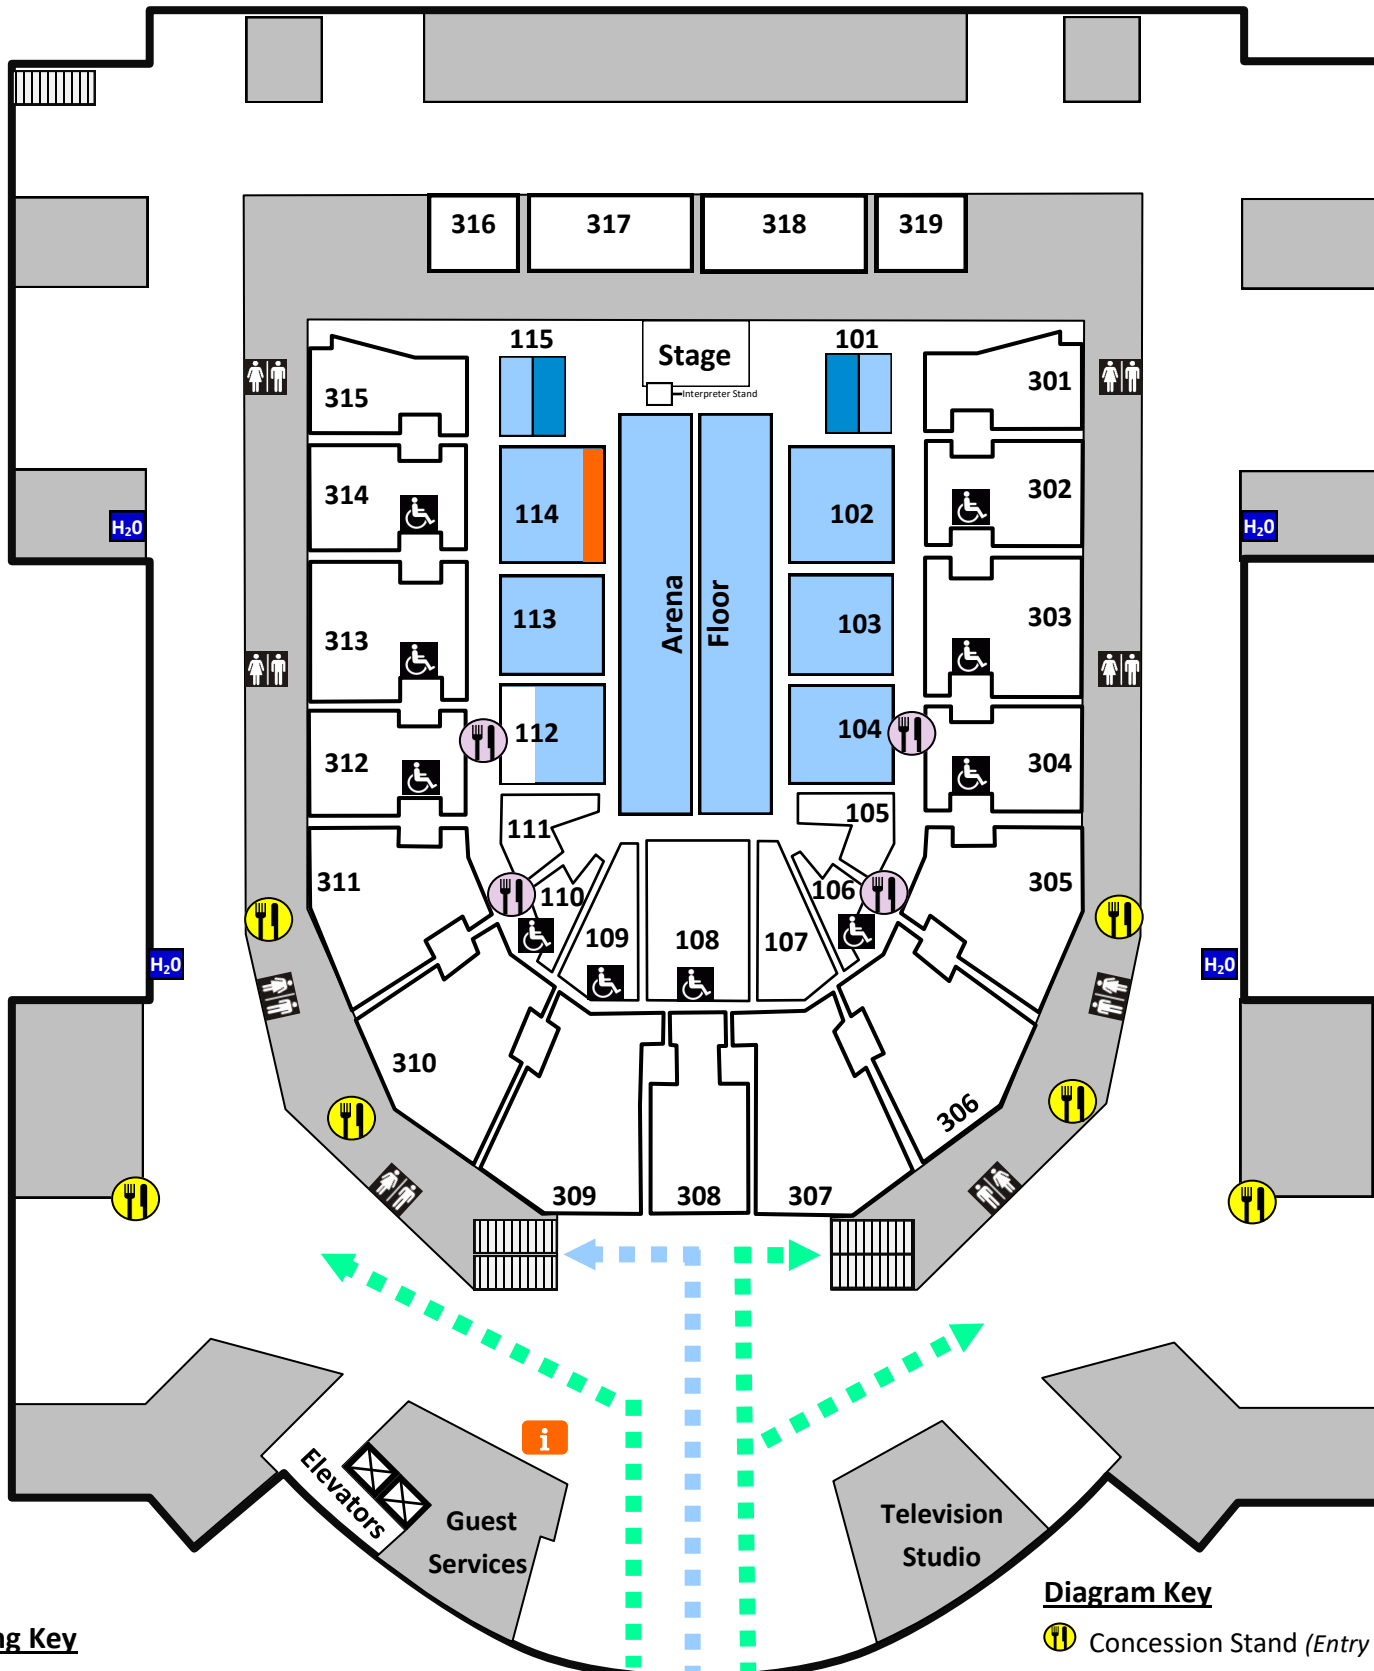 316 317 318 319
115 Stage 101
Interpreter Stand
315 301
314 114 102 302
H₂0 H₂0
Arena Floor
313 113 103 303
312 112 104 304
111 105
311 110 106 305
109 108 107
H₂0 H₂0
310 306
309 308 307
i
Elevators
Guest
Services
Television
Studio
Diagram Key
g Key
Concession Stand (Entry